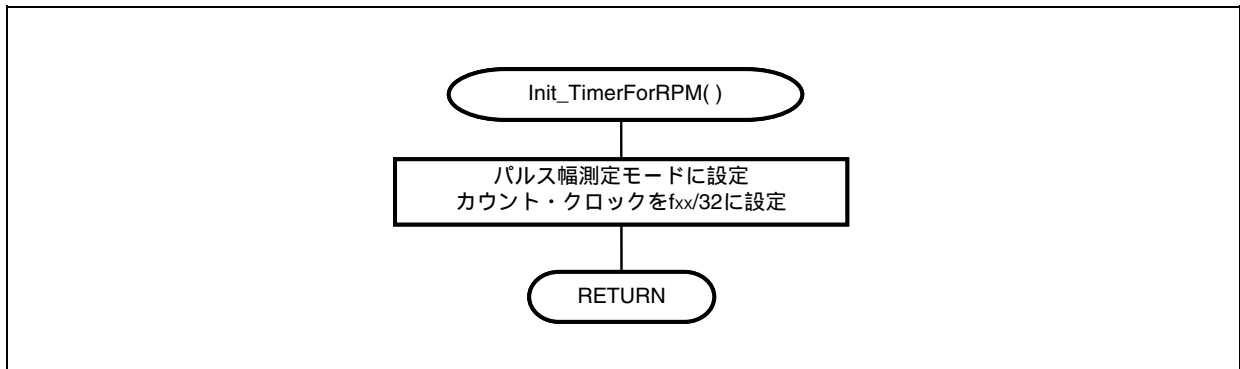 Init_TimerForRPM( )
パルス幅測定モードに設定
カウント・クロックをfxx/32に設定
RETURN